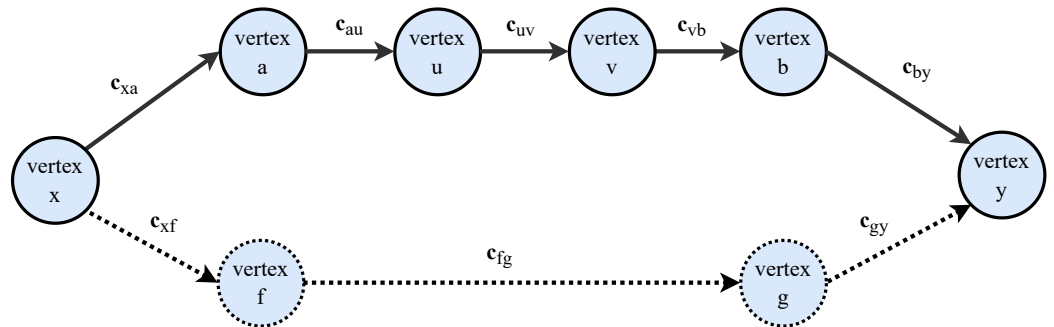 vertex
a
vertex
u
vertex
v
vertex
b
c_xa
c_au
c_uv
c_vb
c_by
vertex
x
vertex
y
c_xf
c_fg
c_gy
vertex
f
vertex
g